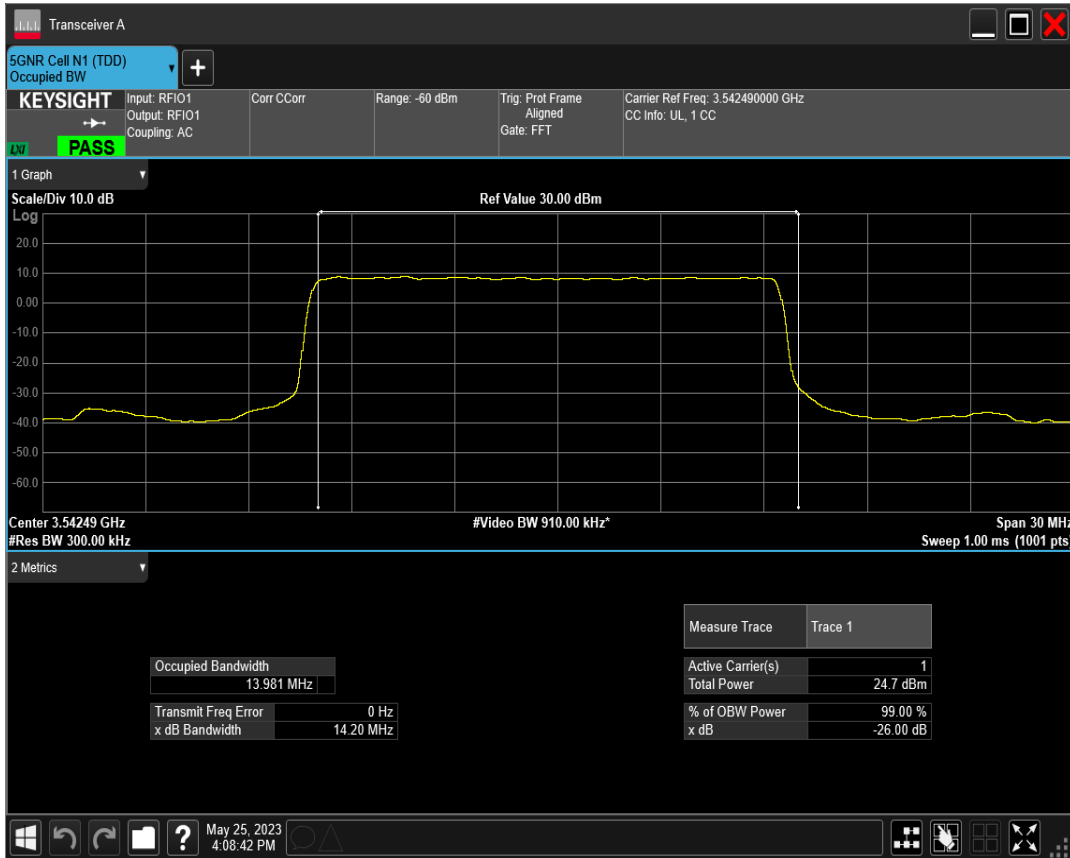 Transceiver A
5GNR Cell N1 (TDD)
Occupied BW
+
KEYSIGHT
LXI
PASS
Input: RFIO1
Output: RFIO1
Coupling: AC
Corr CCorr
Range: -60 dBm
Trig: Prot Frame
Aligned
Gate: FFT
Carrier Ref Freq: 3.542490000 GHz
CC Info: UL, 1 CC
1 Graph
Scale/Div 10.0 dB
Ref Value 30.00 dBm
Log
20.0
10.0
0.00
-10.0
-20.0
-30.0
-40.0
-50.0
-60.0
Center 3.54249 GHz
#Video BW 910.00 kHz*
Span 30 MHz
#Res BW 300.00 kHz
Sweep 1.00 ms (1001 pts)
2 Metrics
Measure Trace Trace 1
Occupied Bandwidth
13.981 MHz
Active Carrier(s) 1
Total Power 24.7 dBm
Transmit Freq Error 0 Hz
x dB Bandwidth 14.20 MHz
% of OBW Power 99.00 %
x dB -26.00 dB
?
May 25, 2023
4:08:42 PM